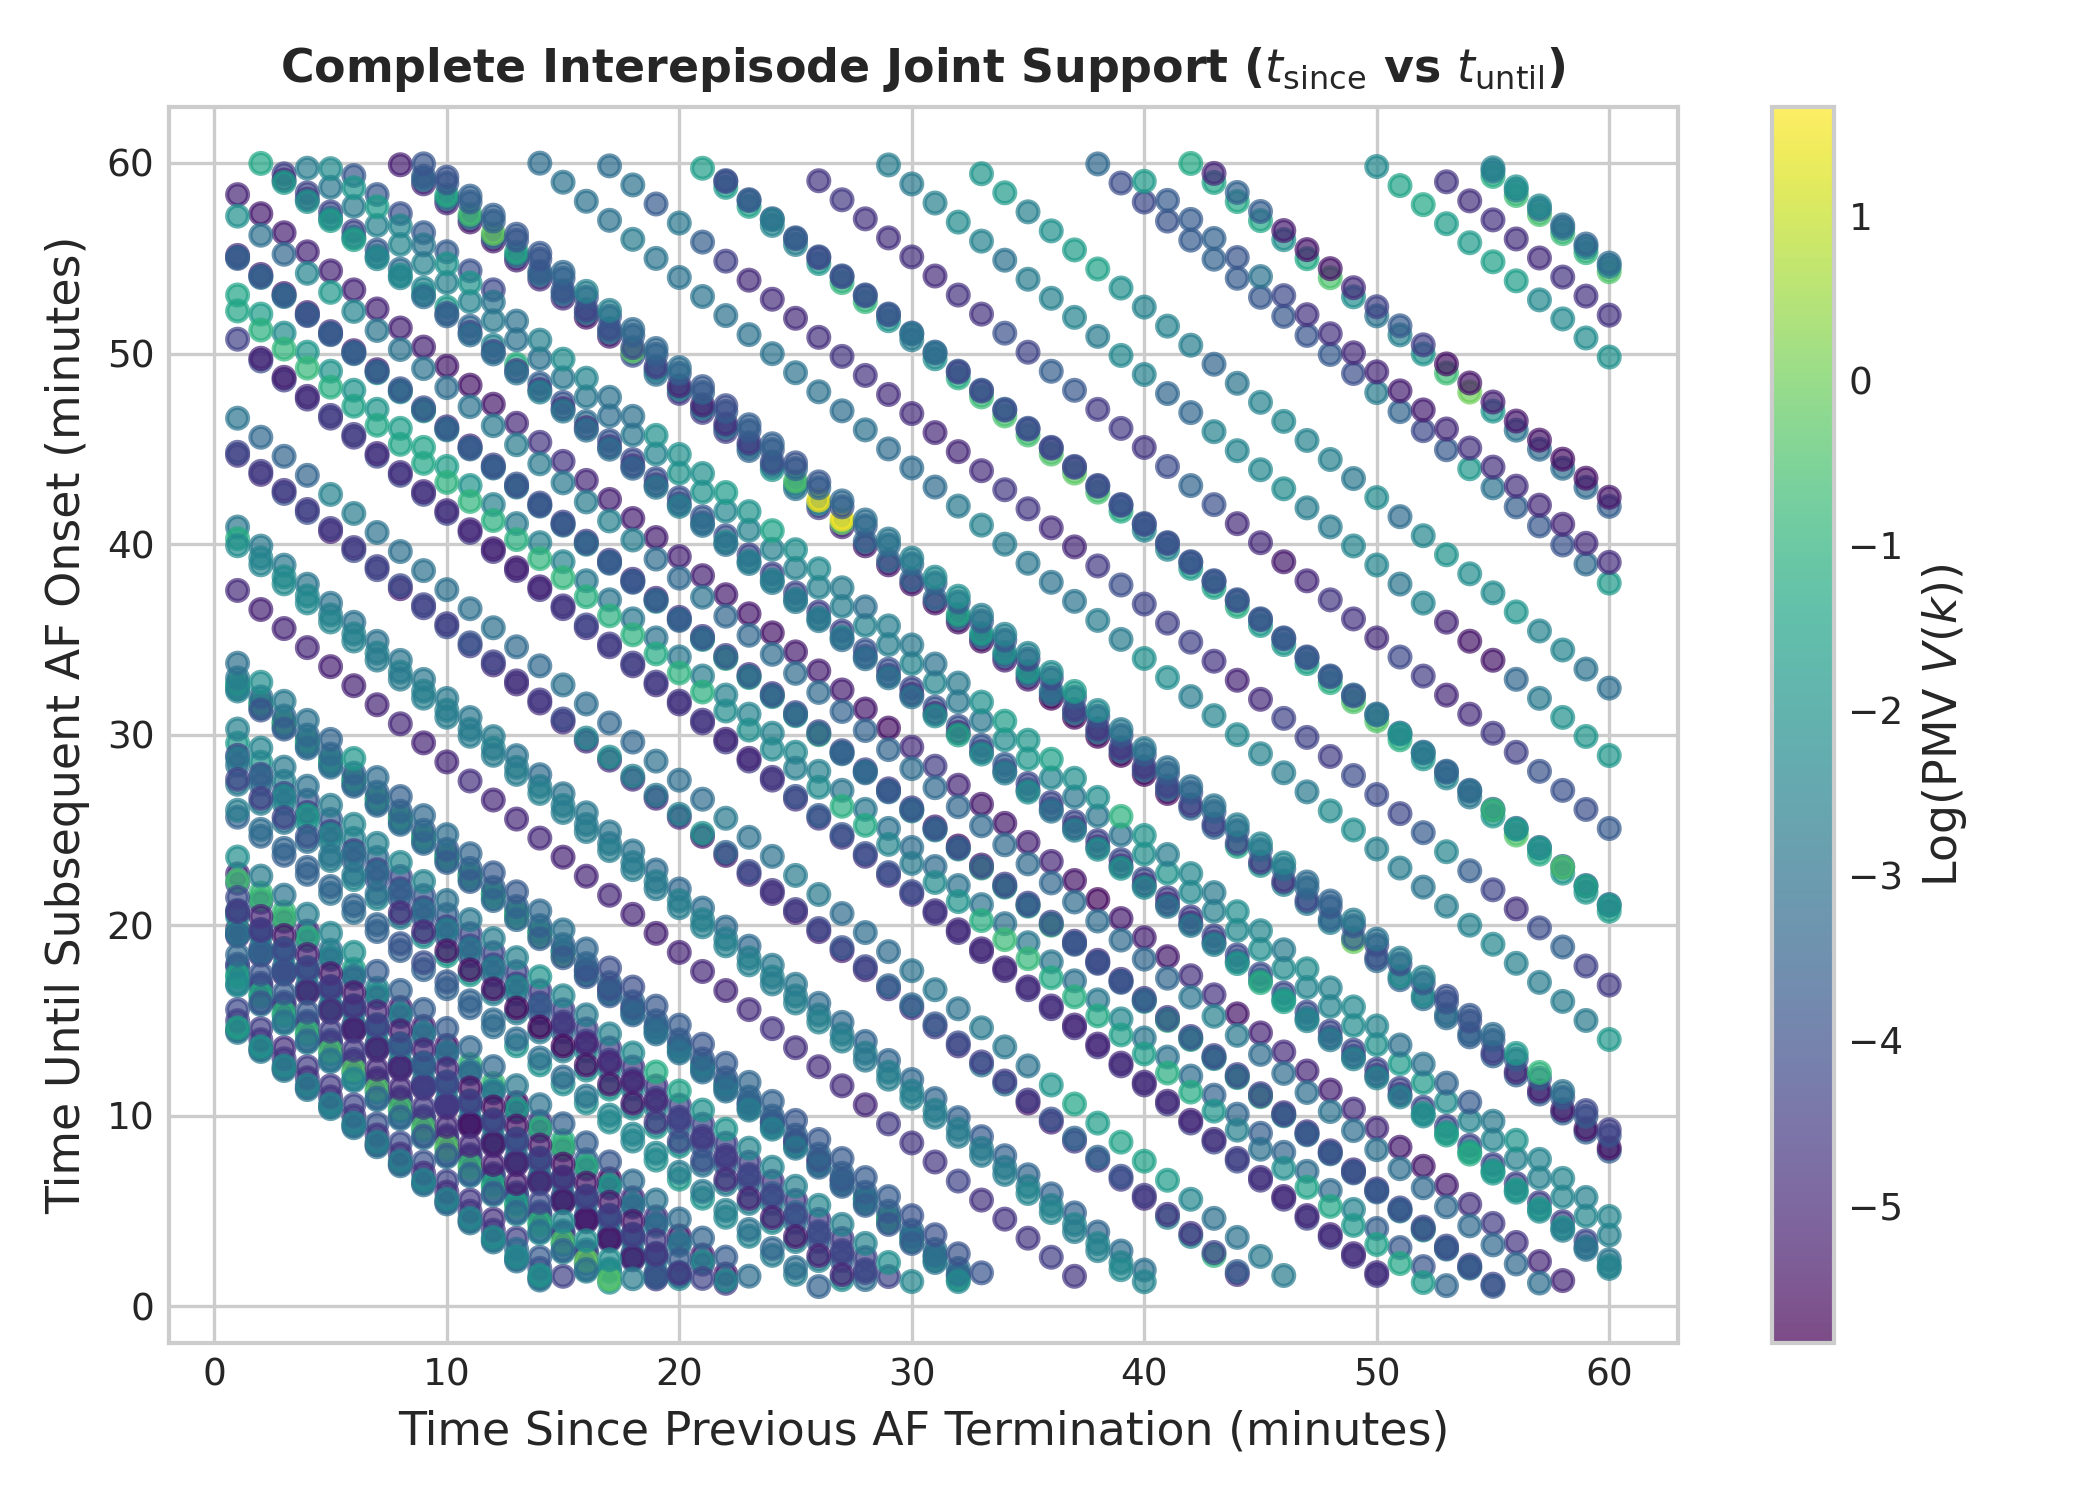 Complete Interepisode Joint Support (t_since vs t_until)
Time Until Subsequent AF Onset (minutes)
60
50
40
30
20
10
0
0 10 20 30 40 50 60
Time Since Previous AF Termination (minutes)
1
0
−1
−2
−3
−4
−5
Log(PMV V(k))